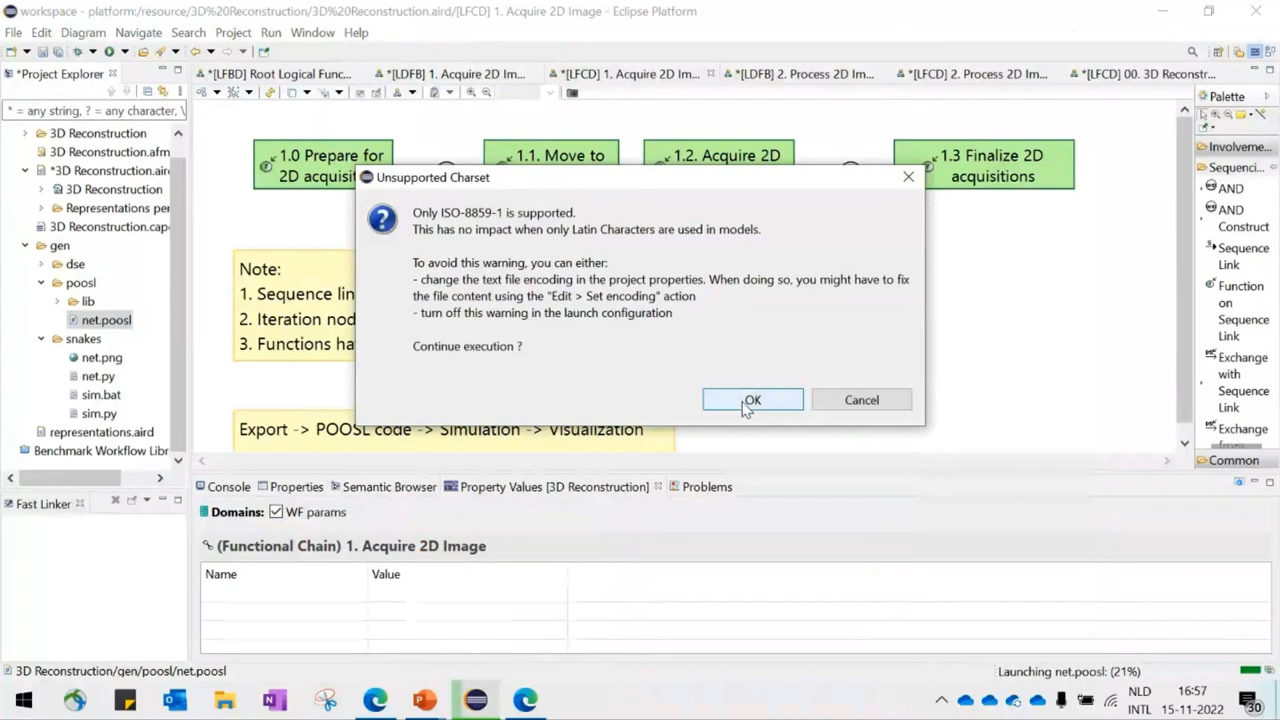 workspace - platform:/resource/3D%20Reconstruction/3D%20Reconstruction.aird/[LFCD] 1. Acquire 2D Image - Eclipse Platform
File Edit Diagram Navigate Search Project Run Window Help
*Project Explorer
*[LFBD] Root Logical Func...
*[LDFB] 1. Acquire 2D Im...
*[LFCD] 1. Acquire 2D Im...
*[LDFB] 2. Process 2D Im...
*[LFCD] 2. Process 2D Im...
*[LFCD] 00. 3D Reconstr...
* = any string, ? = any character, \
3D Reconstruction
3D Reconstruction.afm
*3D Reconstruction.aird
3D Reconstruction
Representations per
3D Reconstruction.cap
gen
dse
poosl
lib
net.poosl
snakes
net.png
net.py
sim.bat
sim.py
representations.aird
Benchmark Workflow Libr
Fast Linker
1.0 Prepare for
2D acquisit
1.1. Move to
1.2. Acquire 2D
1.3 Finalize 2D
acquisitions
Note:
1. Sequence lin
2. Iteration nod
3. Functions ha
Export -> POOSL code -> Simulation -> Visualization
Unsupported Charset
Only ISO-8859-1 is supported.
This has no impact when only Latin Characters are used in models.
To avoid this warning, you can either:
- change the text file encoding in the project properties. When doing so, you might have to fix
the file content using the "Edit > Set encoding" action
- turn off this warning in the launch configuration
Continue execution ?
OK
Cancel
Palette
Involveme...
Sequenci...
AND
AND
Construct
Sequence
Link
Function
on
Sequence
Link
Exchange
with
Sequence
Link
Exchange
Common
Console
Properties
Semantic Browser
Property Values [3D Reconstruction]
Problems
Domains:
WF params
(Functional Chain) 1. Acquire 2D Image
Name
Value
3D Reconstruction/gen/poosl/net.poosl
Launching net.poosl: (21%)
NLD
INTL
16:57
15-11-2022
30